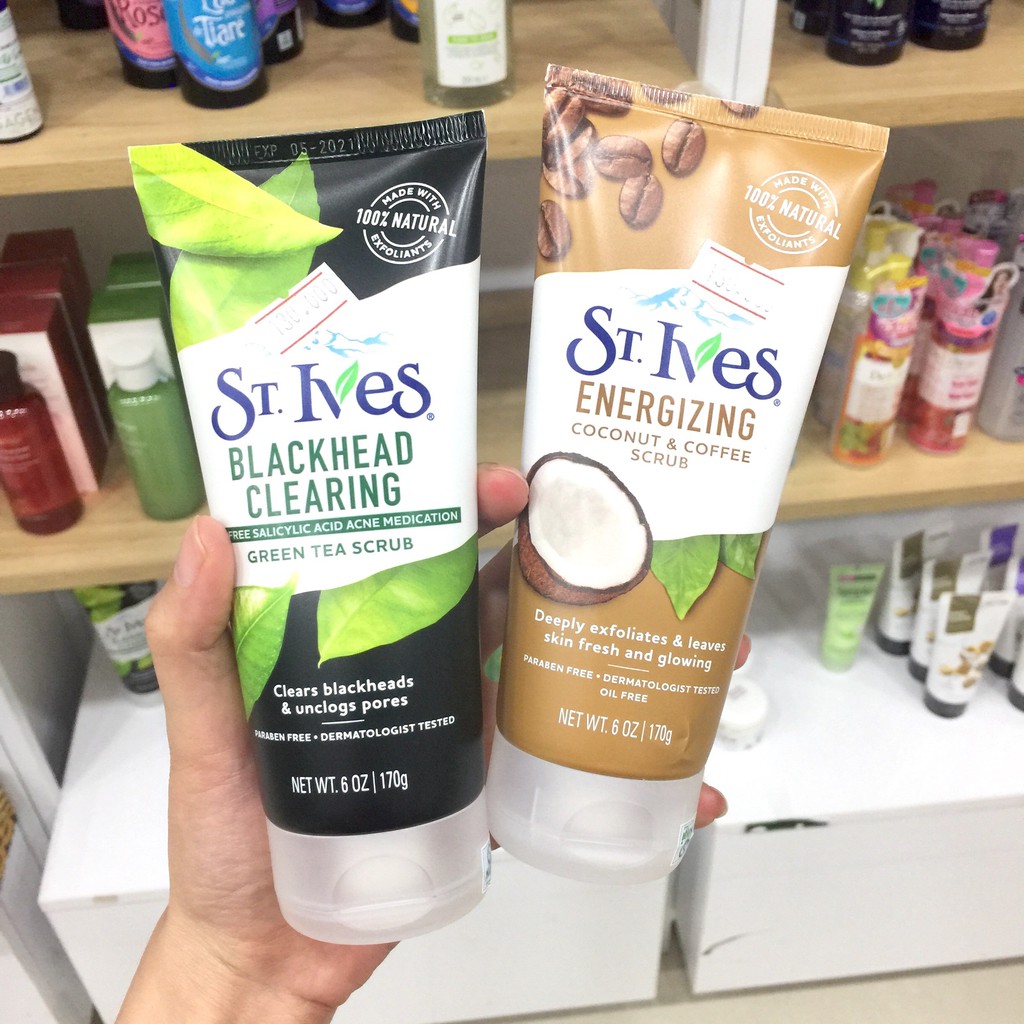 Rose
EXP 05-2021
MADE WITH
100% NATURAL
EXFOLIANTS
130.000
ST. IVES®
BLACKHEAD
CLEARING
FREE SALICYLIC ACID ACNE MEDICATION
GREEN TEA SCRUB
Clears blackheads
& unclogs pores
PARABEN FREE • DERMATOLOGIST TESTED
NET WT. 6 OZ | 170g
MADE WITH
100% NATURAL
EXFOLIANTS
ST. IVES®
ENERGIZING
COCONUT & COFFEE
SCRUB
Deeply exfoliates & leaves
skin fresh and glowing
PARABEN FREE • DERMATOLOGIST TESTED
OIL FREE
NET WT. 6 OZ | 170g